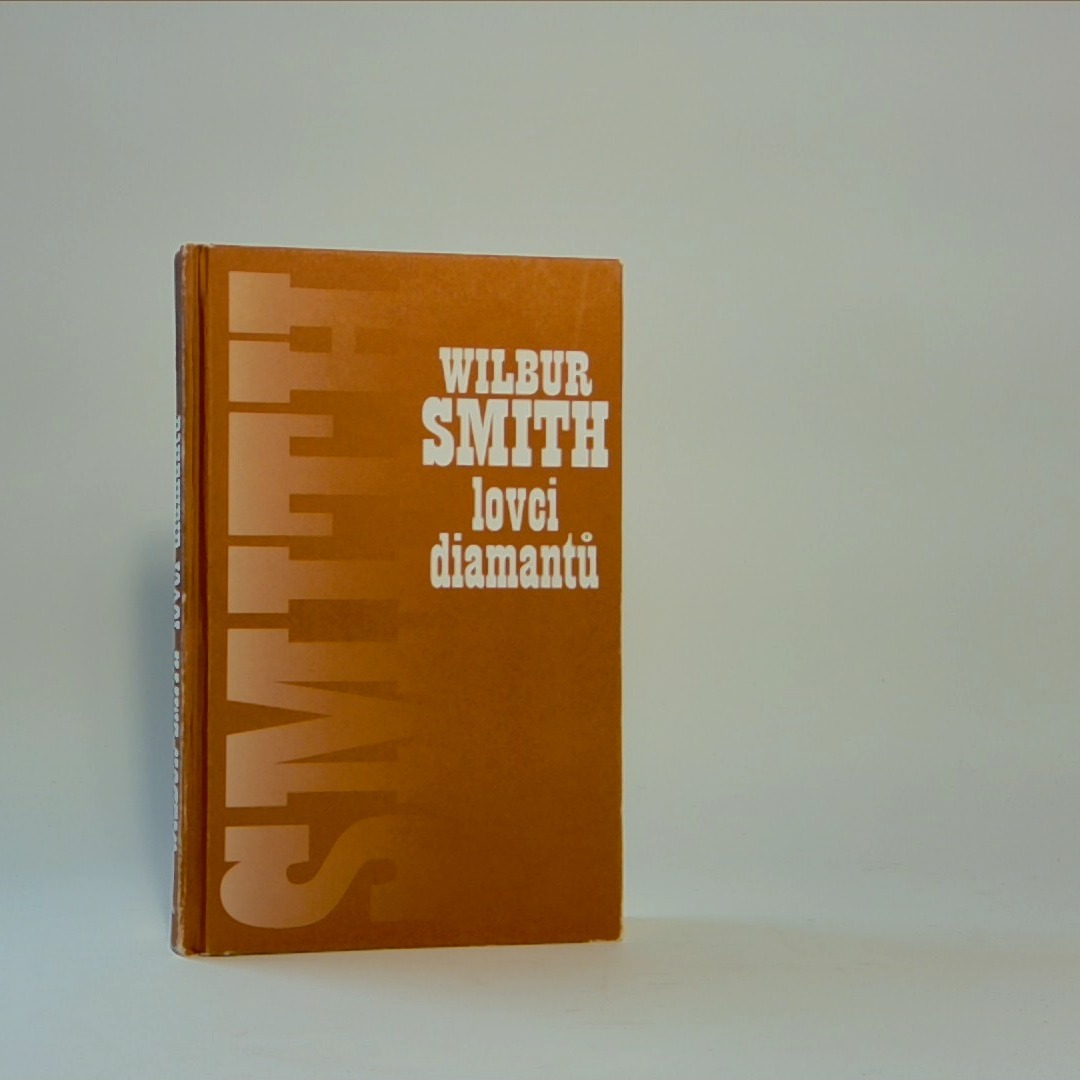 SMITH
WILBUR
SMITH
lovci
diamantů